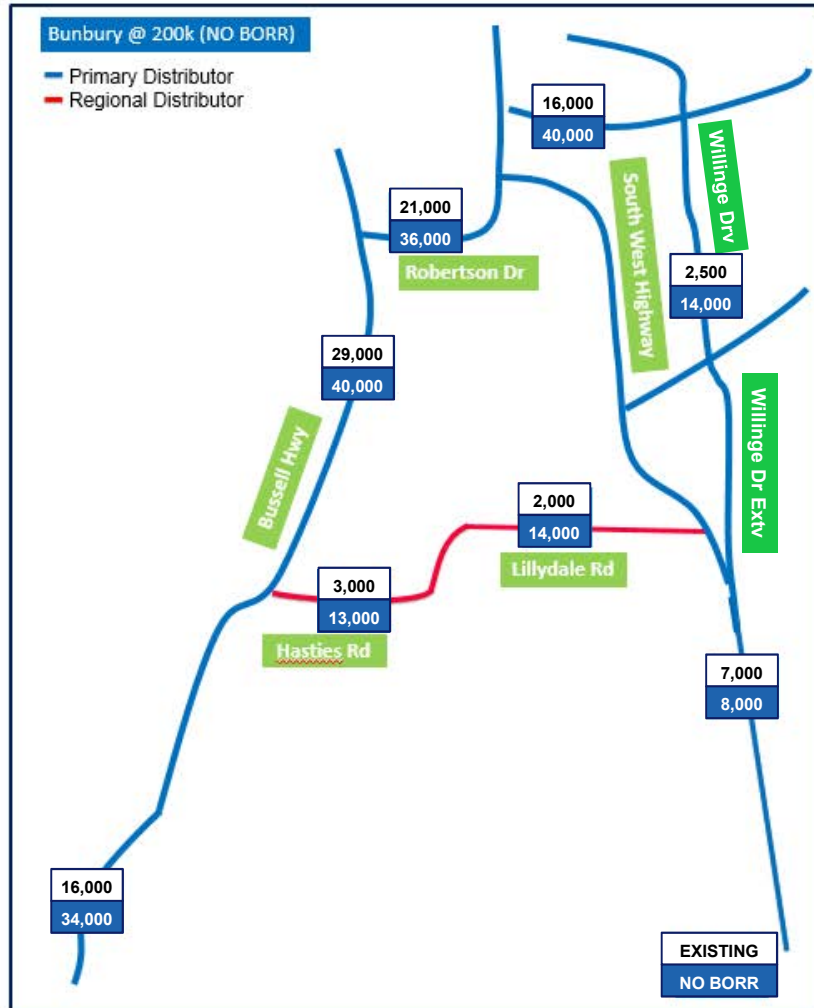 Bunbury @ 200k (NO BORR)
Primary Distributor
Regional Distributor
16,000
40,000
Willinge Drv
South West Highway
21,000
36,000
Robertson Dr
2,500
14,000
29,000
40,000
Bussell Hwy
Willinge Dr Extv
2,000
14,000
Lillydale Rd
3,000
13,000
Hasties Rd
7,000
8,000
16,000
34,000
EXISTING
NO BORR